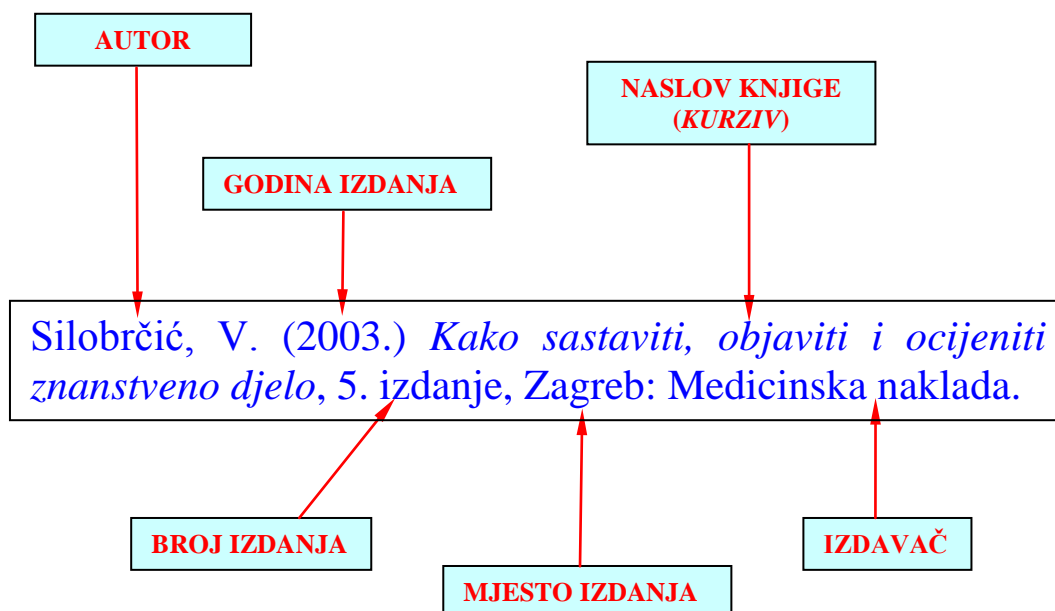 AUTOR
NASLOV KNJIGE
(KURZIV)
GODINA IZDANJA
Silobrčić, V. (2003.) Kako sastaviti, objaviti i ocijeniti
znanstveno djelo, 5. izdanje, Zagreb: Medicinska naklada.
BROJ IZDANJA
IZDAVAČ
MJESTO IZDANJA